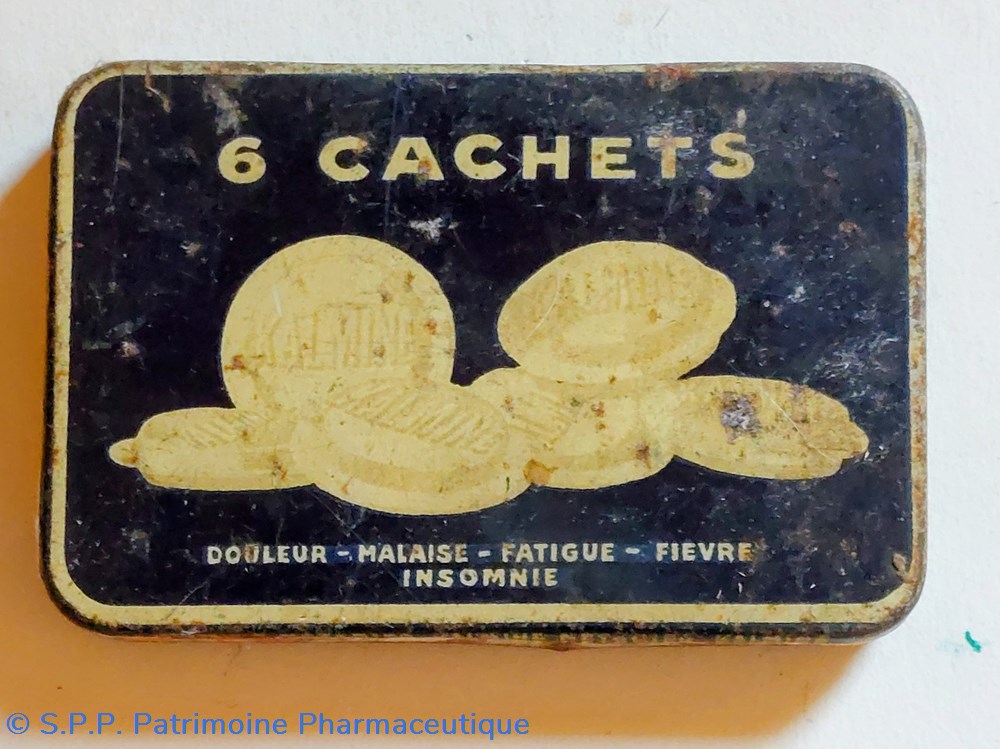 6 CACHETS
DOULEUR - MALAISE - FATIGUE - FIEVRE
INSOMNIE
© S.P.P. Patrimoine Pharmaceutique